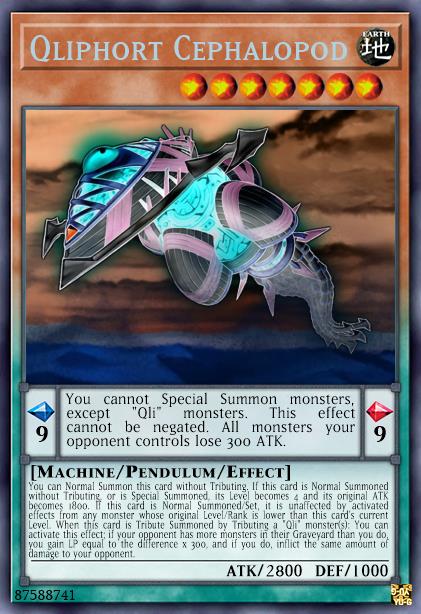 Qliphort Cephalopod
EARTH
地
You cannot Special Summon monsters,
except "Qli" monsters. This effect
cannot be negated. All monsters your
opponent controls lose 300 ATK.
9
9
[Machine/Pendulum/Effect]
You can Normal Summon this card without Tributing. If this card is Normal Summoned
without Tributing, or is Special Summoned, its Level becomes 4 and its original ATK
becomes 1800. If this card is Normal Summoned/Set, it is unaffected by activated
effects from any monster whose original Level/Rank is lower than this card's current
Level. When this card is Tribute Summoned by Tributing a "Qli" monster(s): You can
activate this effect; if your opponent has more monsters in their Graveyard than you do,
you gain LP equal to the difference x 300, and if you do, inflict the same amount of
damage to your opponent.
ATK/2800 DEF/1000
87588741